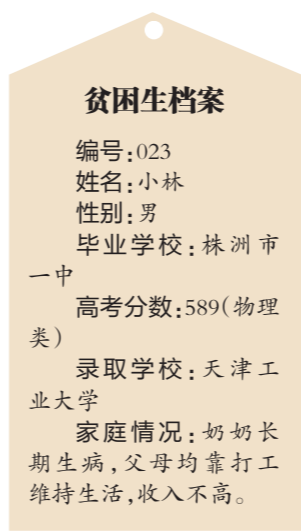 贫困生档案
编号:023
姓名:小林
性别:男
毕业学校:株洲市
一中
高考分数:589(物理
类)
录取学校:天津工
业大学
家庭情况:奶奶长
期生病,父母均靠打工
维持生活,收入不高。